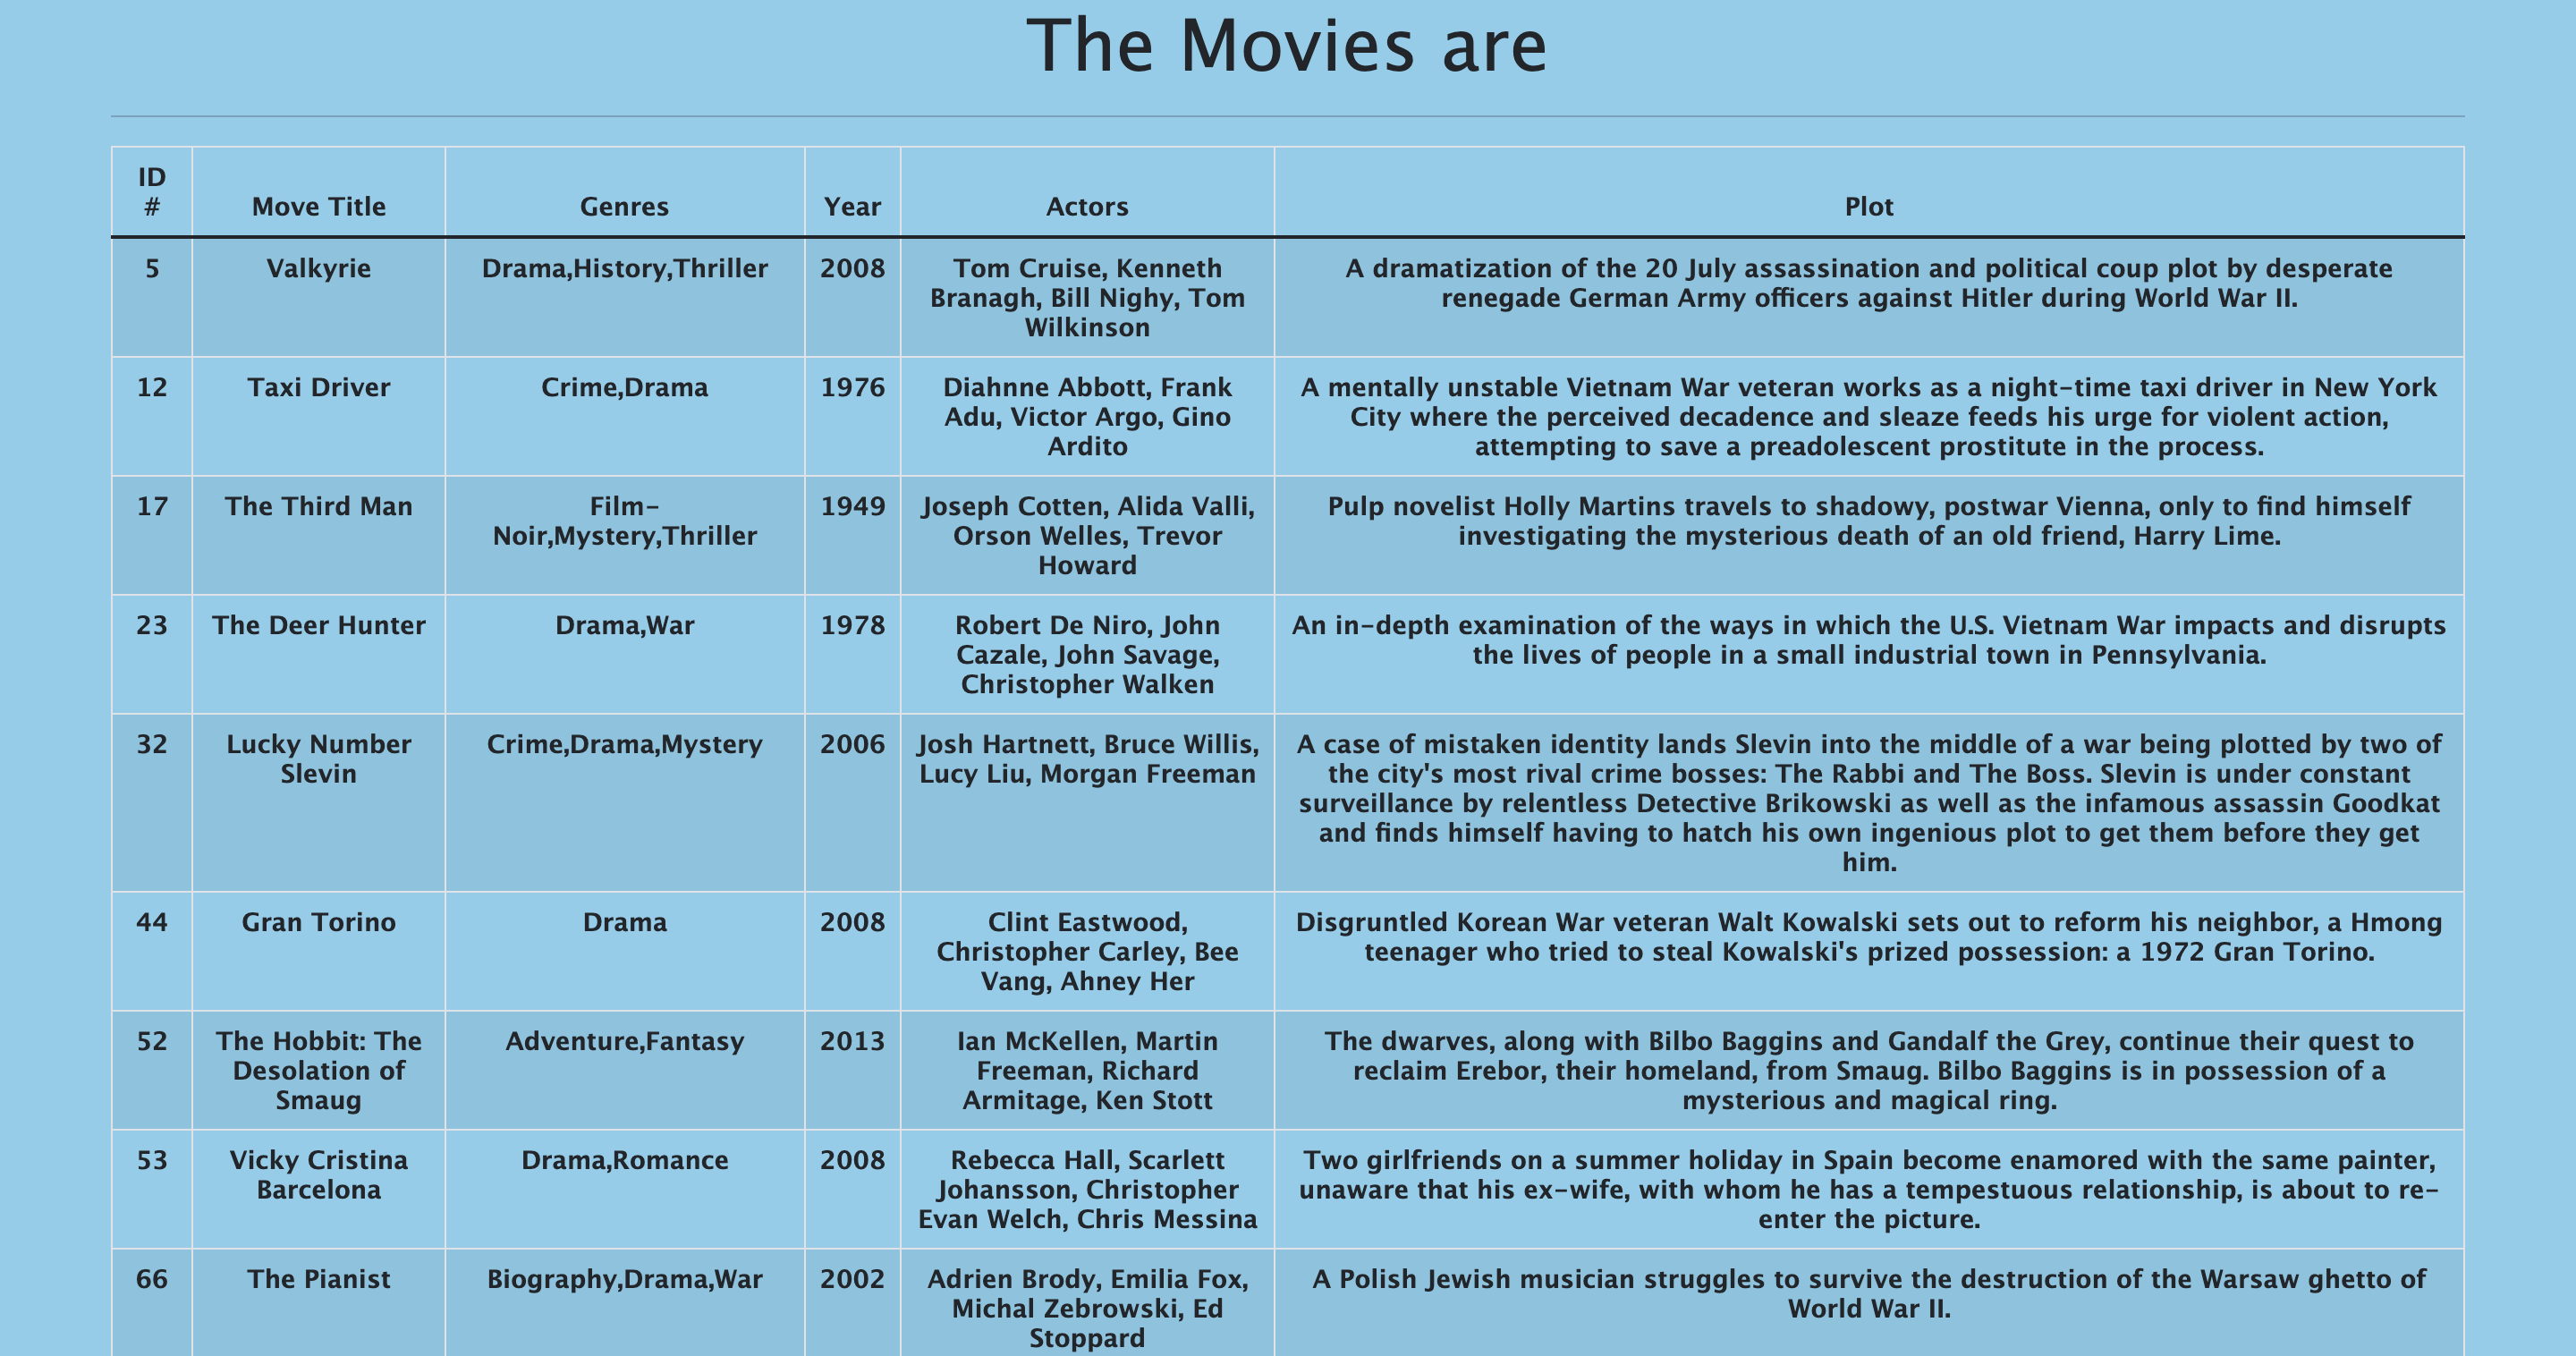 The Movies are
ID
#
Move Title
Genres
Year
Actors
Plot
5
Valkyrie
Drama,History,Thriller
2008
Tom Cruise, Kenneth
Branagh, Bill Nighy, Tom
Wilkinson
A dramatization of the 20 July assassination and political coup plot by desperate
renegade German Army officers against Hitler during World War II.
12
Taxi Driver
Crime,Drama
1976
Diahnne Abbott, Frank
Adu, Victor Argo, Gino
Ardito
A mentally unstable Vietnam War veteran works as a night-time taxi driver in New York
City where the perceived decadence and sleaze feeds his urge for violent action,
attempting to save a preadolescent prostitute in the process.
17
The Third Man
Film-
Noir,Mystery,Thriller
1949
Joseph Cotten, Alida Valli,
Orson Welles, Trevor
Howard
Pulp novelist Holly Martins travels to shadowy, postwar Vienna, only to find himself
investigating the mysterious death of an old friend, Harry Lime.
23
The Deer Hunter
Drama,War
1978
Robert De Niro, John
Cazale, John Savage,
Christopher Walken
An in-depth examination of the ways in which the U.S. Vietnam War impacts and disrupts
the lives of people in a small industrial town in Pennsylvania.
32
Lucky Number
Slevin
Crime,Drama,Mystery
2006
Josh Hartnett, Bruce Willis,
Lucy Liu, Morgan Freeman
A case of mistaken identity lands Slevin into the middle of a war being plotted by two of
the city's most rival crime bosses: The Rabbi and The Boss. Slevin is under constant
surveillance by relentless Detective Brikowski as well as the infamous assassin Goodkat
and finds himself having to hatch his own ingenious plot to get them before they get
him.
44
Gran Torino
Drama
2008
Clint Eastwood,
Christopher Carley, Bee
Vang, Ahney Her
Disgruntled Korean War veteran Walt Kowalski sets out to reform his neighbor, a Hmong
teenager who tried to steal Kowalski's prized possession: a 1972 Gran Torino.
52
The Hobbit: The
Desolation of
Smaug
Adventure,Fantasy
2013
Ian McKellen, Martin
Freeman, Richard
Armitage, Ken Stott
The dwarves, along with Bilbo Baggins and Gandalf the Grey, continue their quest to
reclaim Erebor, their homeland, from Smaug. Bilbo Baggins is in possession of a
mysterious and magical ring.
53
Vicky Cristina
Barcelona
Drama,Romance
2008
Rebecca Hall, Scarlett
Johansson, Christopher
Evan Welch, Chris Messina
Two girlfriends on a summer holiday in Spain become enamored with the same painter,
unaware that his ex-wife, with whom he has a tempestuous relationship, is about to re-
enter the picture.
66
The Pianist
Biography,Drama,War
2002
Adrien Brody, Emilia Fox,
Michal Zebrowski, Ed
Stoppard
A Polish Jewish musician struggles to survive the destruction of the Warsaw ghetto of
World War II.